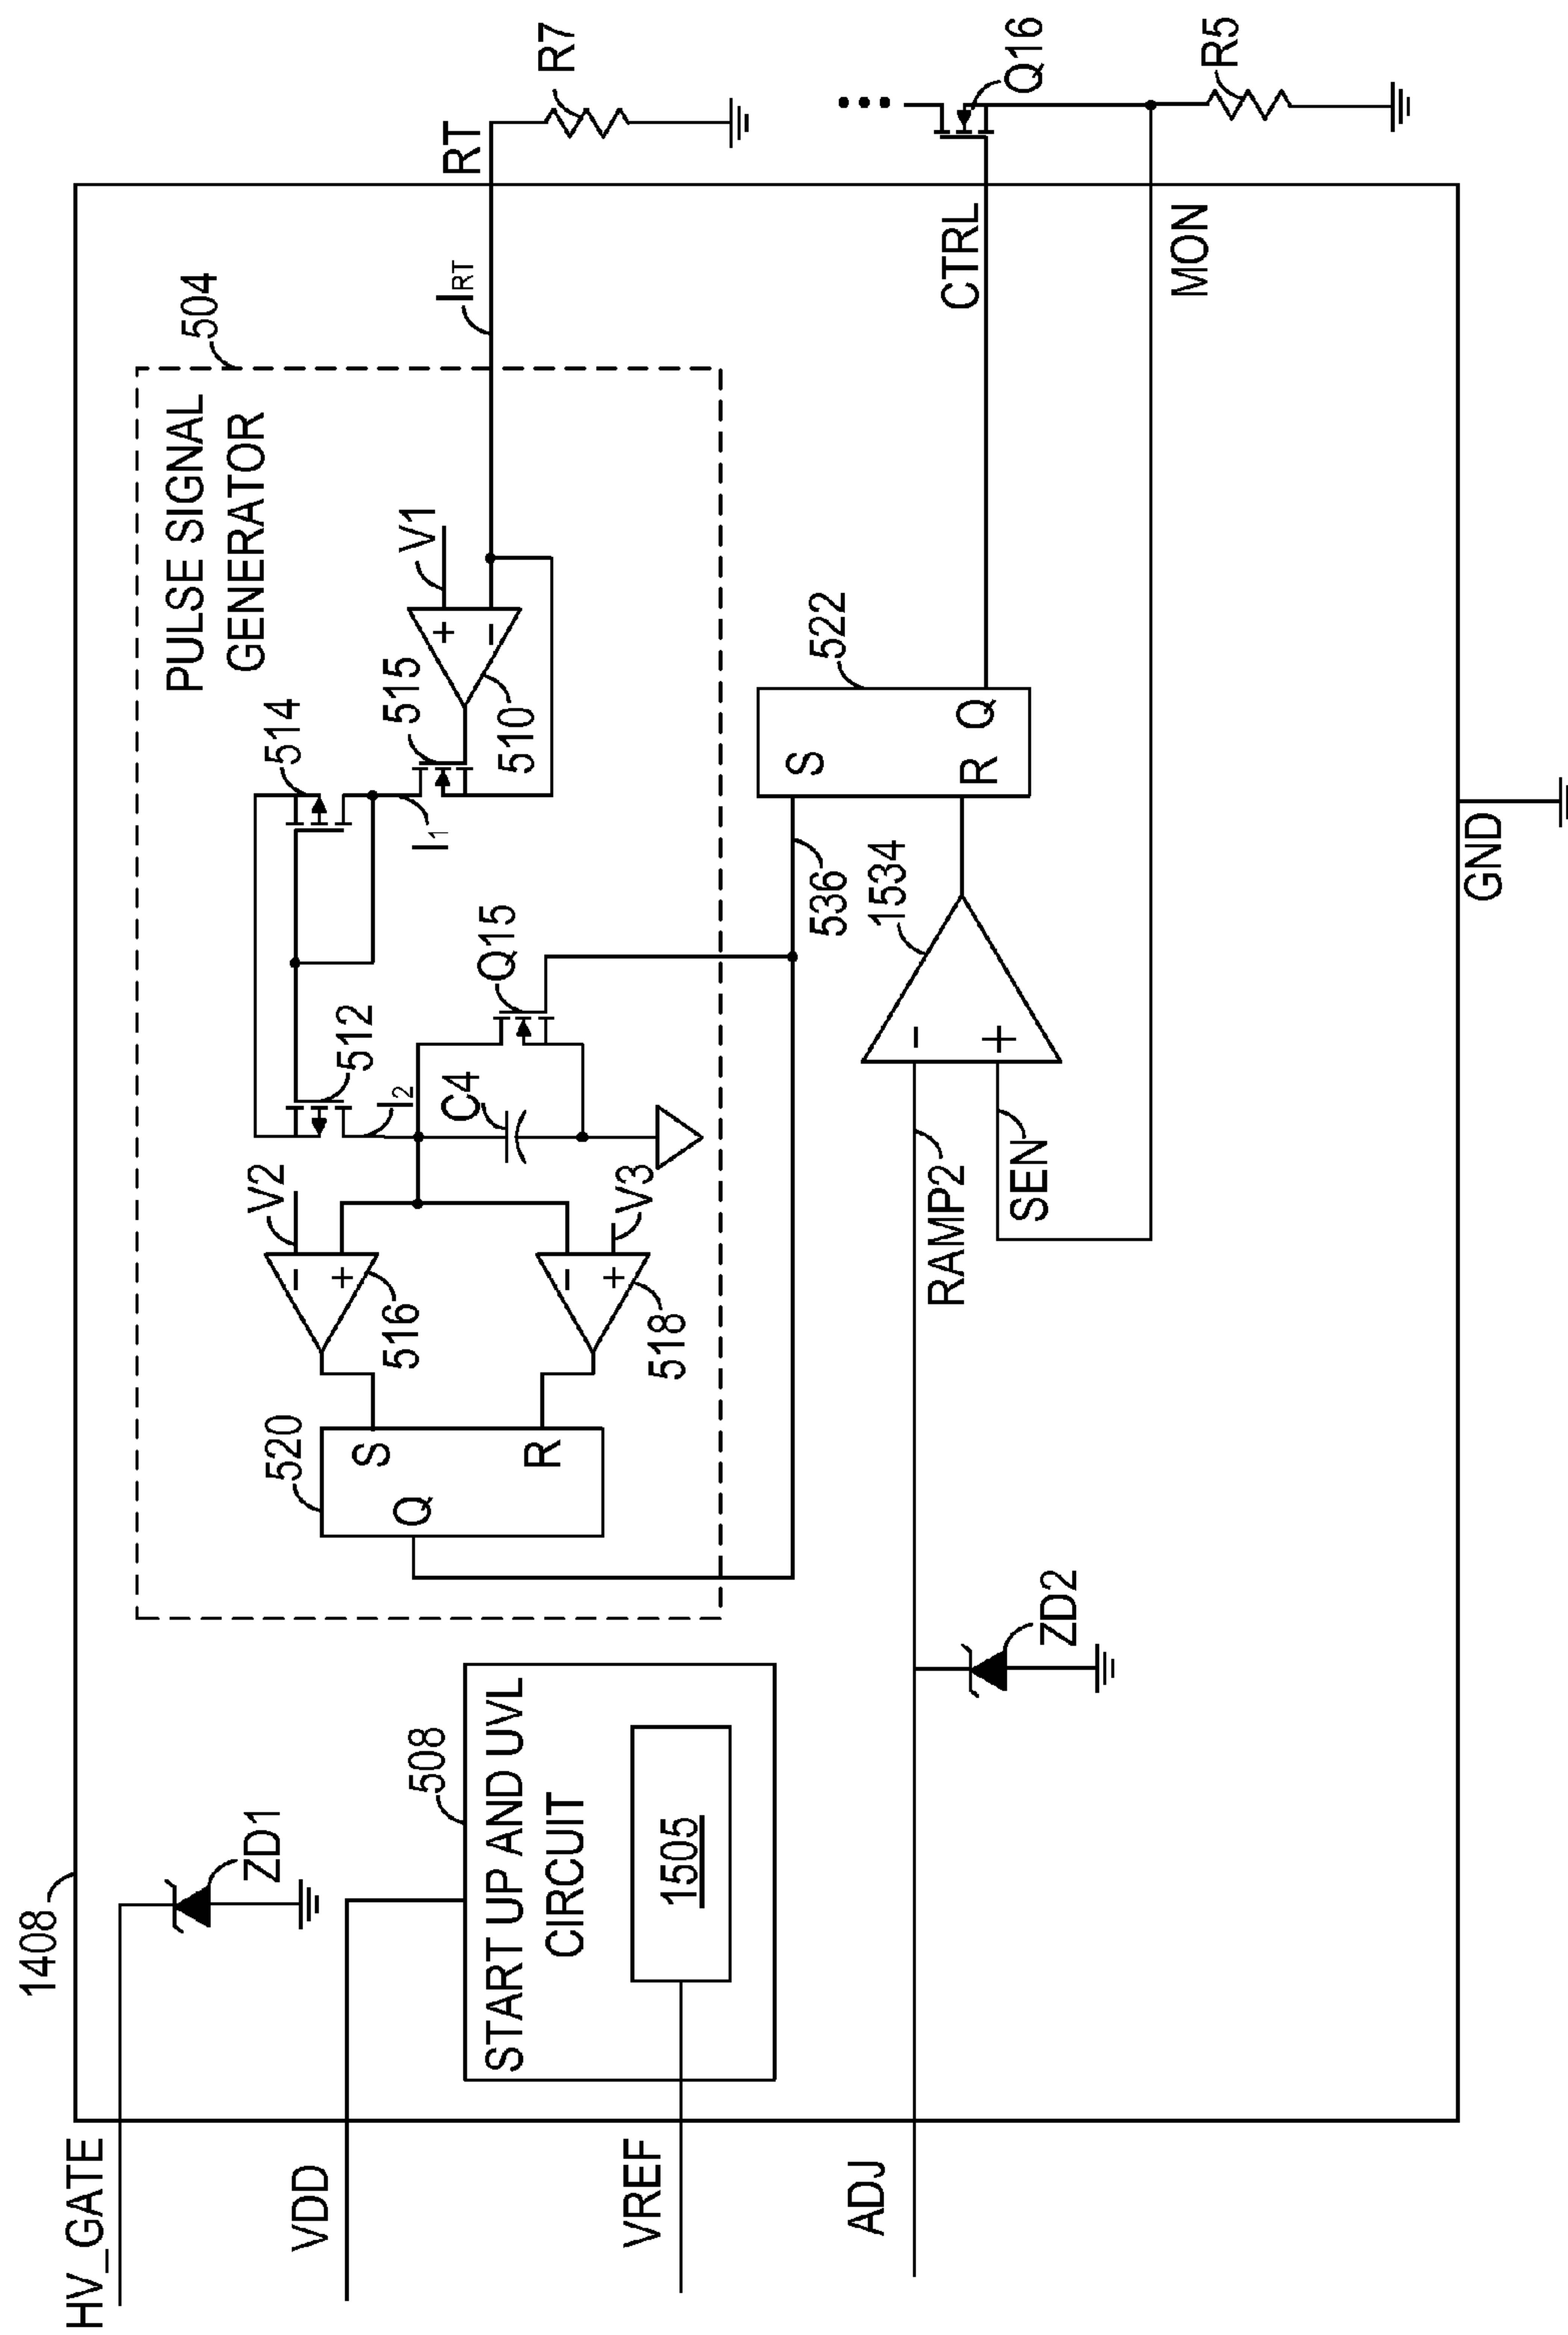 1408
HV_GATE
ZD1
VDD
508
START UP AND UVL
CIRCUIT
1505
VREF
ADJ
ZD2
504
PULSE SIGNAL
GENERATOR
520
S
Q
R
V2
-
+
516
-
+
518
V3
512
I2
C4
Q15
514
I1
515
510
V1
+
-
IRT
RT
R7
536
522
S
R
Q
1534
-
+
RAMP2
SEN
CTRL
MON
Q16
R5
GND